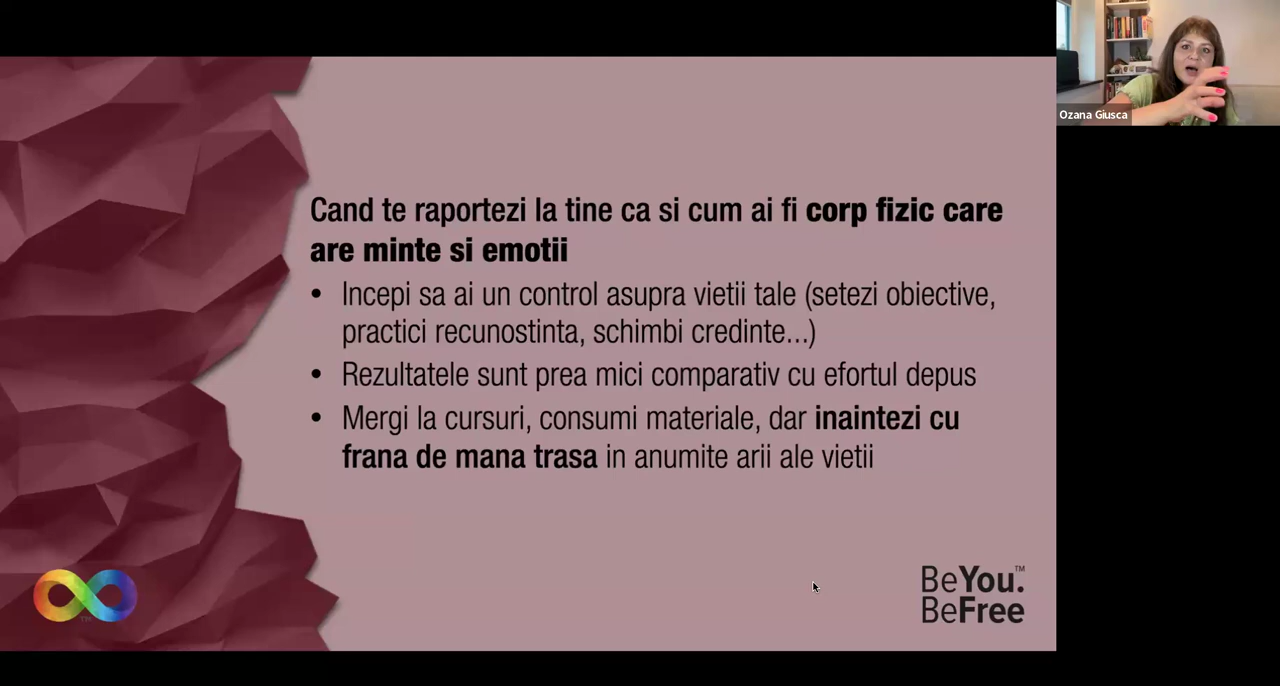 Ozana Giusca
Cand te raportezi la tine ca si cum ai fi corp fizic care
are minte si emotii
• Incepi sa ai un control asupra vietii tale (setezi obiective,
practici recunostinta, schimbi credinte...)
• Rezultatele sunt prea mici comparativ cu efortul depus
• Mergi la cursuri, consumi materiale, dar inaintezi cu
frana de mana trasa in anumite arii ale vietii
TM
BeYou.™
BeFree